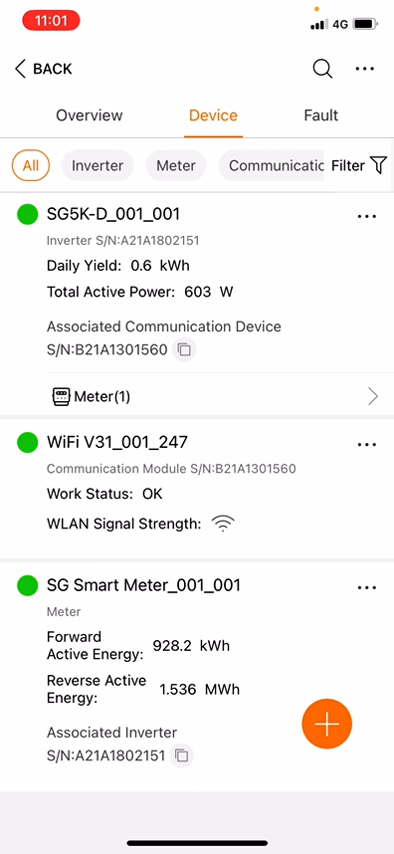 11:01
4G
BACK
Overview Device Fault
All Inverter Meter Communicatic Filter
SG5K-D_001_001
Inverter S/N:A21A1802151
Daily Yield: 0.6 kWh
Total Active Power: 603 W
Associated Communication Device
S/N:B21A1301560
Meter(1)
WiFi V31_001_247
Communication Module S/N:B21A1301560
Work Status: OK
WLAN Signal Strength:
SG Smart Meter_001_001
Meter
Forward
Active Energy: 928.2 kWh
Reverse Active
Energy: 1.536 MWh
Associated Inverter
S/N:A21A1802151